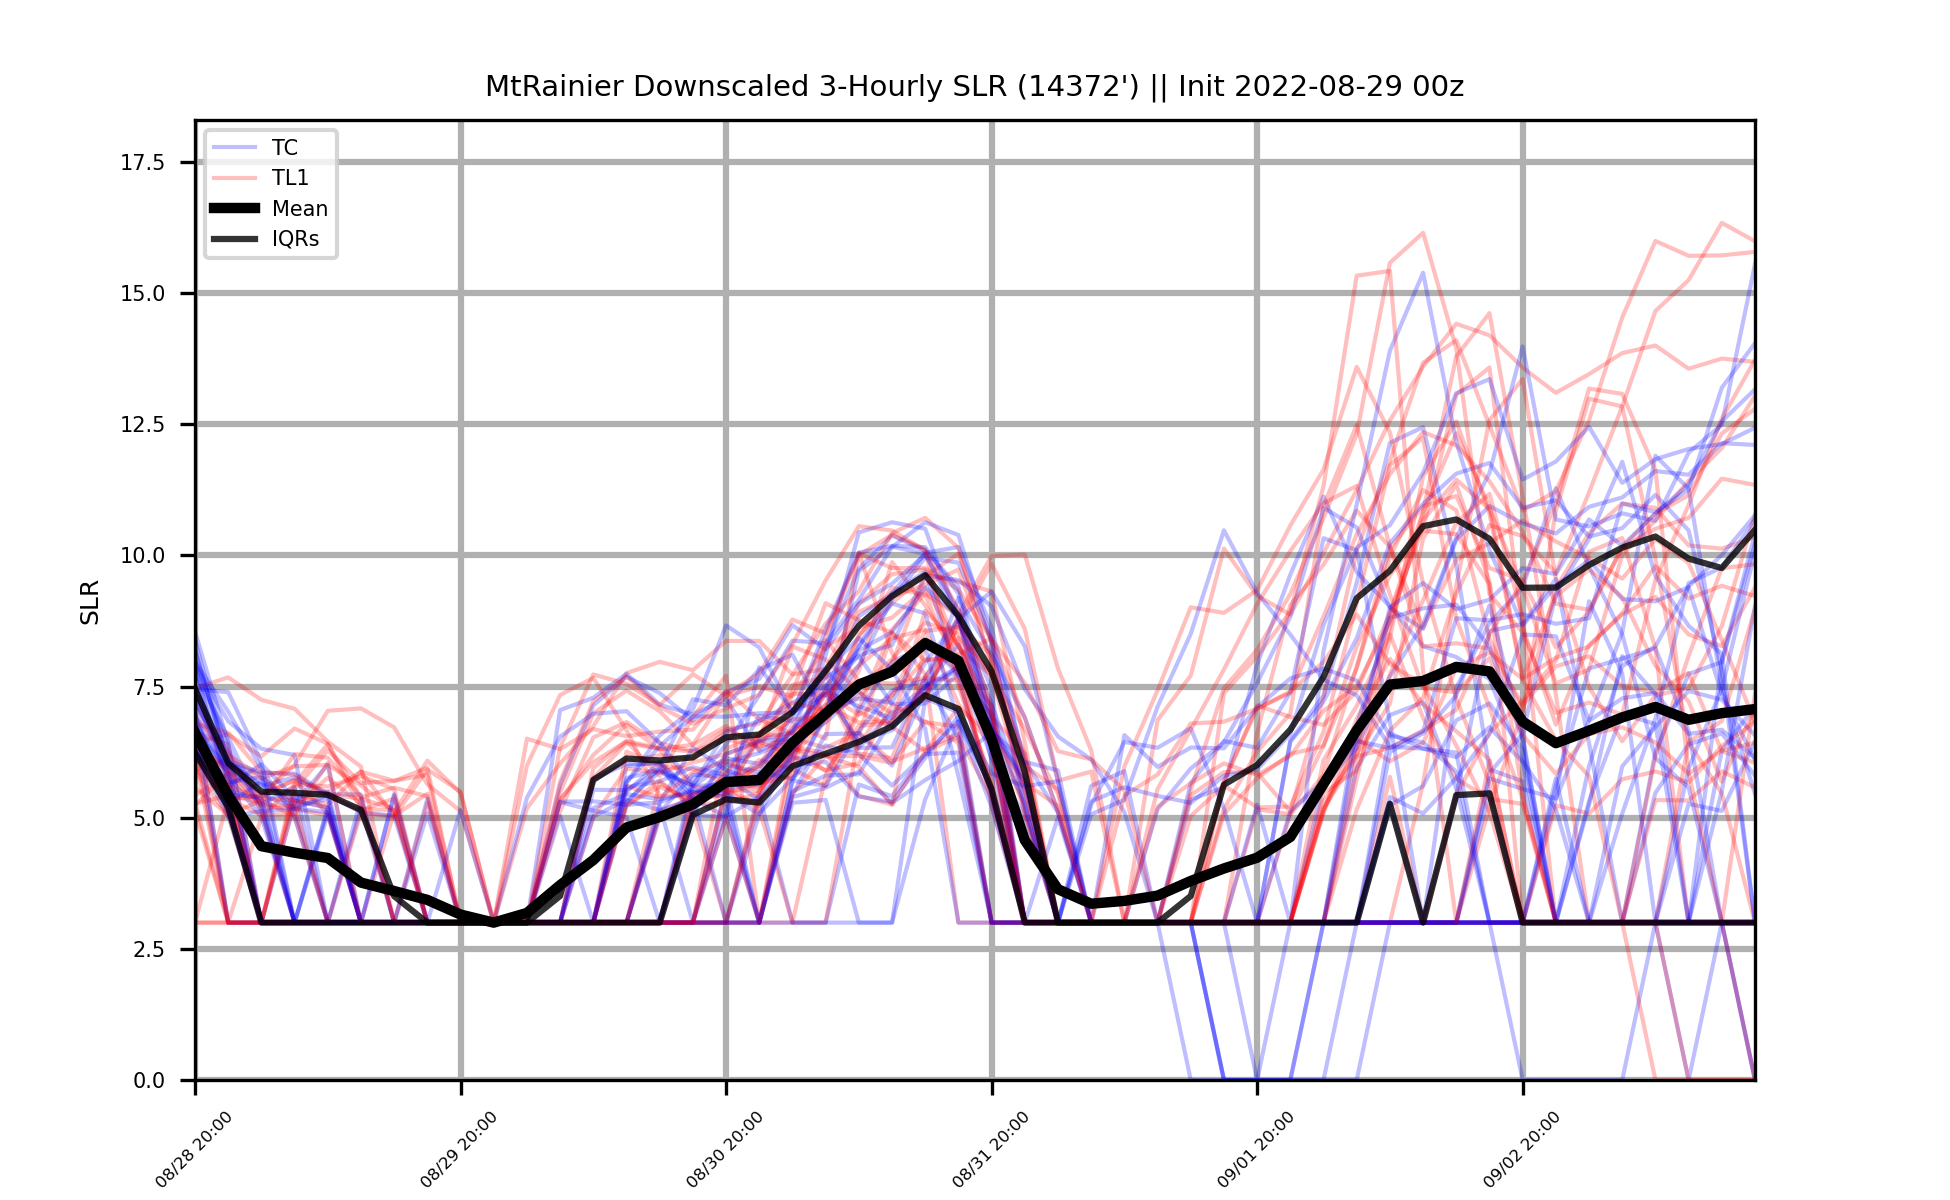 MtRainier Downscaled 3-Hourly SLR (14372') || Init 2022-08-29 00z
TC
TL1
Mean
IQRs
17.5
15.0
12.5
10.0
7.5
5.0
2.5
0.0
SLR
08/28 20:00
08/29 20:00
08/30 20:00
08/31 20:00
09/01 20:00
09/02 20:00